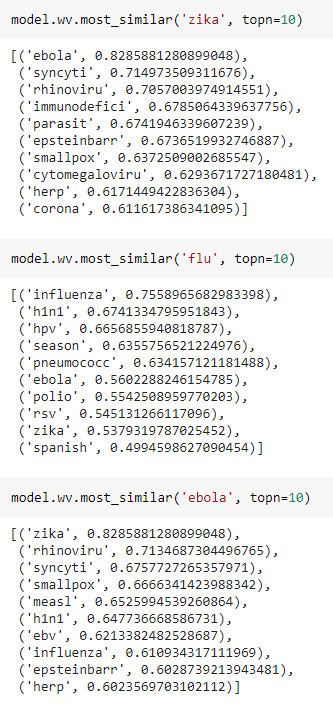 model.wv.most_similar('zika', topn=10)
[('ebola', 0.8285881280899048),
('syncyti', 0.714973509311676),
('rhinoviru', 0.7057003974914551),
('immunodefici', 0.6785064339637756),
('parasit', 0.6741946339607239),
('epsteinbarr', 0.6736519932746887),
('smallpox', 0.6372509002685547),
('cytomegaloviru', 0.6293671727180481),
('herp', 0.6171449422836304),
('corona', 0.611617386341095)]
model.wv.most_similar('flu', topn=10)
[('influenza', 0.7558965682983398),
('h1n1', 0.6741334795951843),
('hpv', 0.6656855940818787),
('season', 0.6355756521224976),
('pneumococc', 0.634157121181488),
('ebola', 0.5602288246154785),
('polio', 0.5542508959770203),
('rsv', 0.545131266117096),
('zika', 0.5379319787025452),
('spanish', 0.4994598627090454)]
model.wv.most_similar('ebola', topn=10)
[('zika', 0.8285881280899048),
('rhinoviru', 0.7134687304496765),
('syncyti', 0.6757727265357971),
('smallpox', 0.6666341423988342),
('measl', 0.6525994539260864),
('h1n1', 0.647736668586731),
('ebv', 0.6213382482528687),
('influenza', 0.610934317111969),
('epsteinbarr', 0.6028739213943481),
('herp', 0.6023569703102112)]